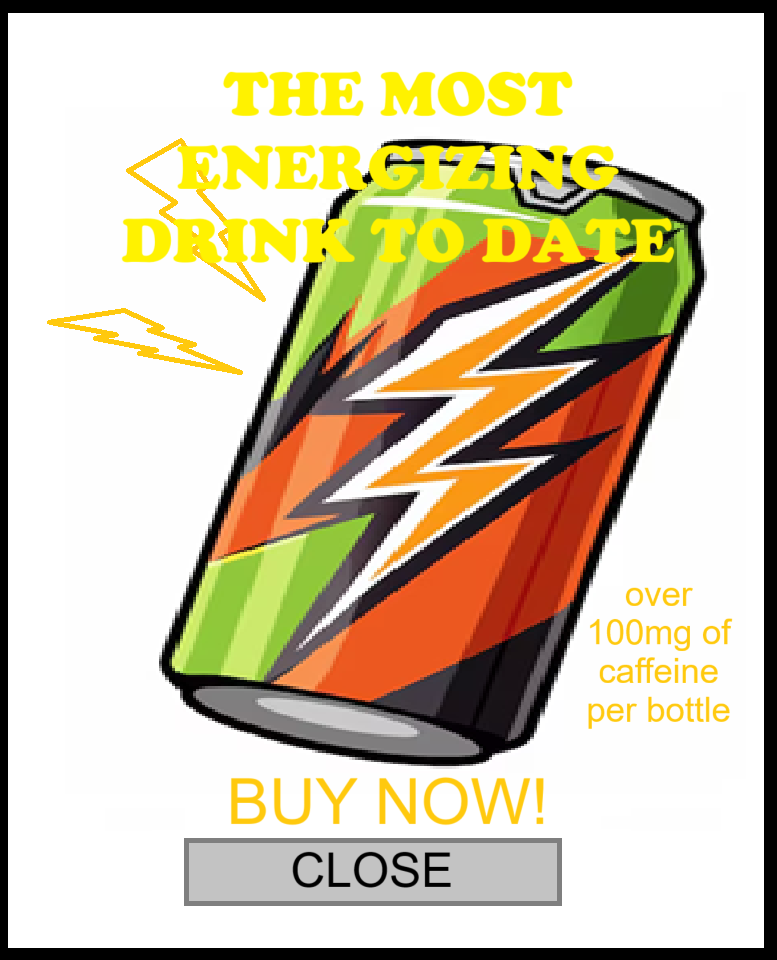 THE MOST
ENERGIZING
DRINK TO DATE
over
100mg of
caffeine
per bottle
BUY NOW!
CLOSE